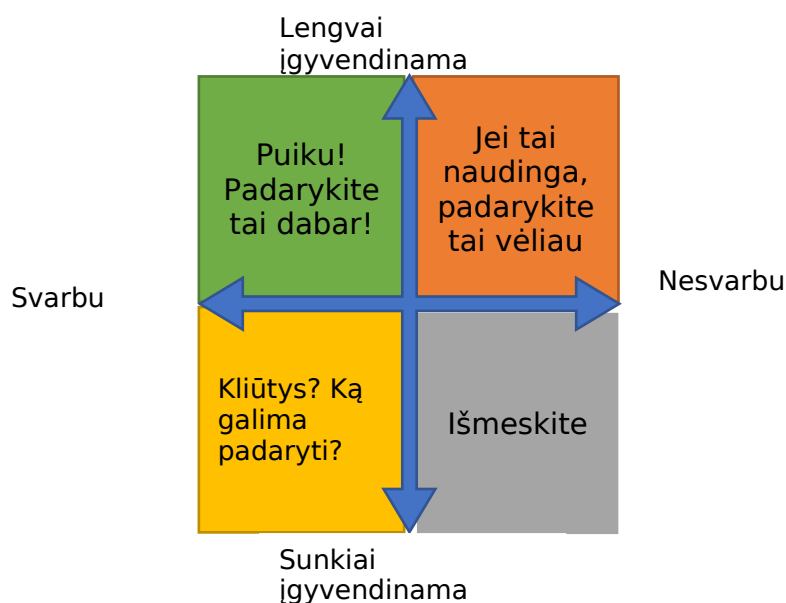 Lengvai
įgyvendinama
Puiku!
Padarykite
tai dabar!
Jei tai
naudinga,
padarykite
tai vėliau
Svarbu
Nesvarbu
Kliūtys? Ką
galima
padaryti?
Išmeskite
Sunkiai
įgyvendinama